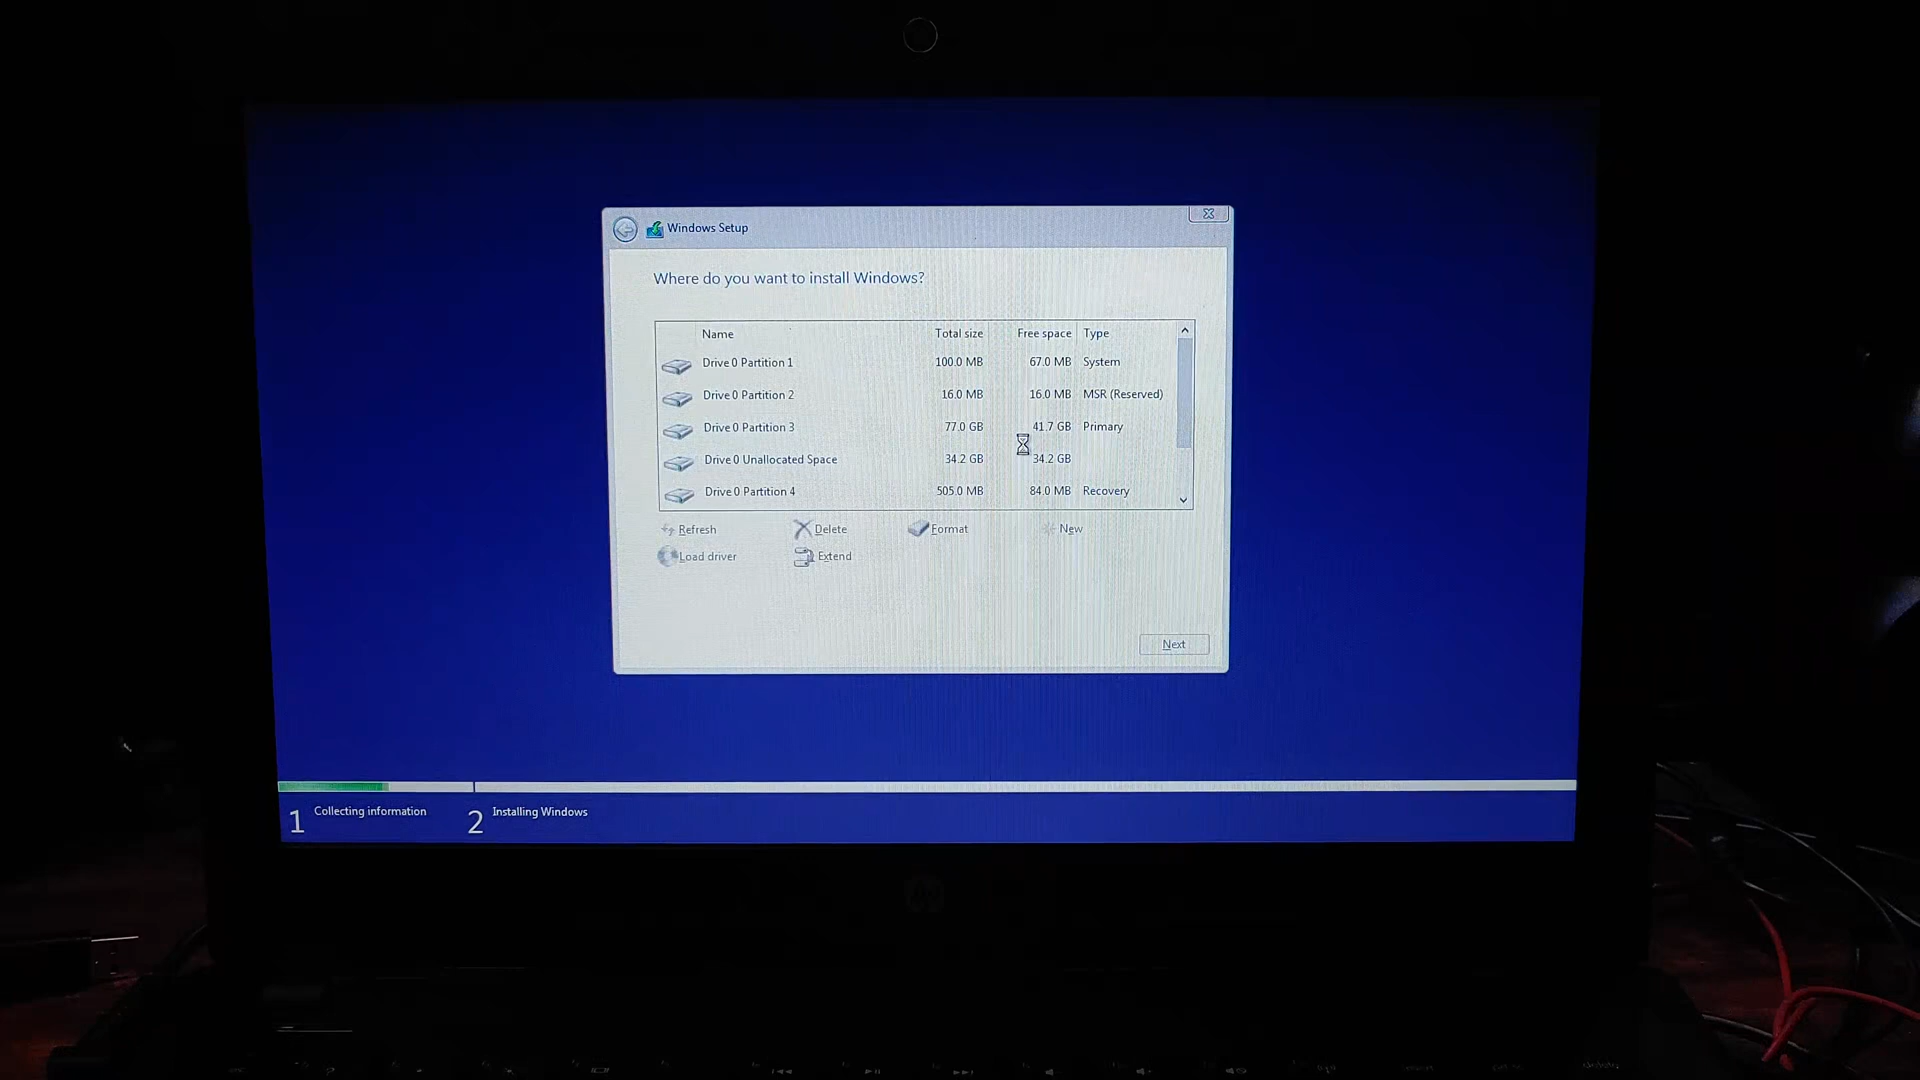 Windows Setup
Where do you want to install Windows?
Name Total size Free space Type
Drive 0 Partition 1 100.0 MB 67.0 MB System
Drive 0 Partition 2 16.0 MB 16.0 MB MSR (Reserved)
Drive 0 Partition 3 77.0 GB 41.7 GB Primary
Drive 0 Unallocated Space 34.2 GB 34.2 GB
Drive 0 Partition 4 505.0 MB 84.0 MB Recovery
Refresh Delete Format New
Load driver Extend
Next
1 Collecting information 2 Installing Windows
hp